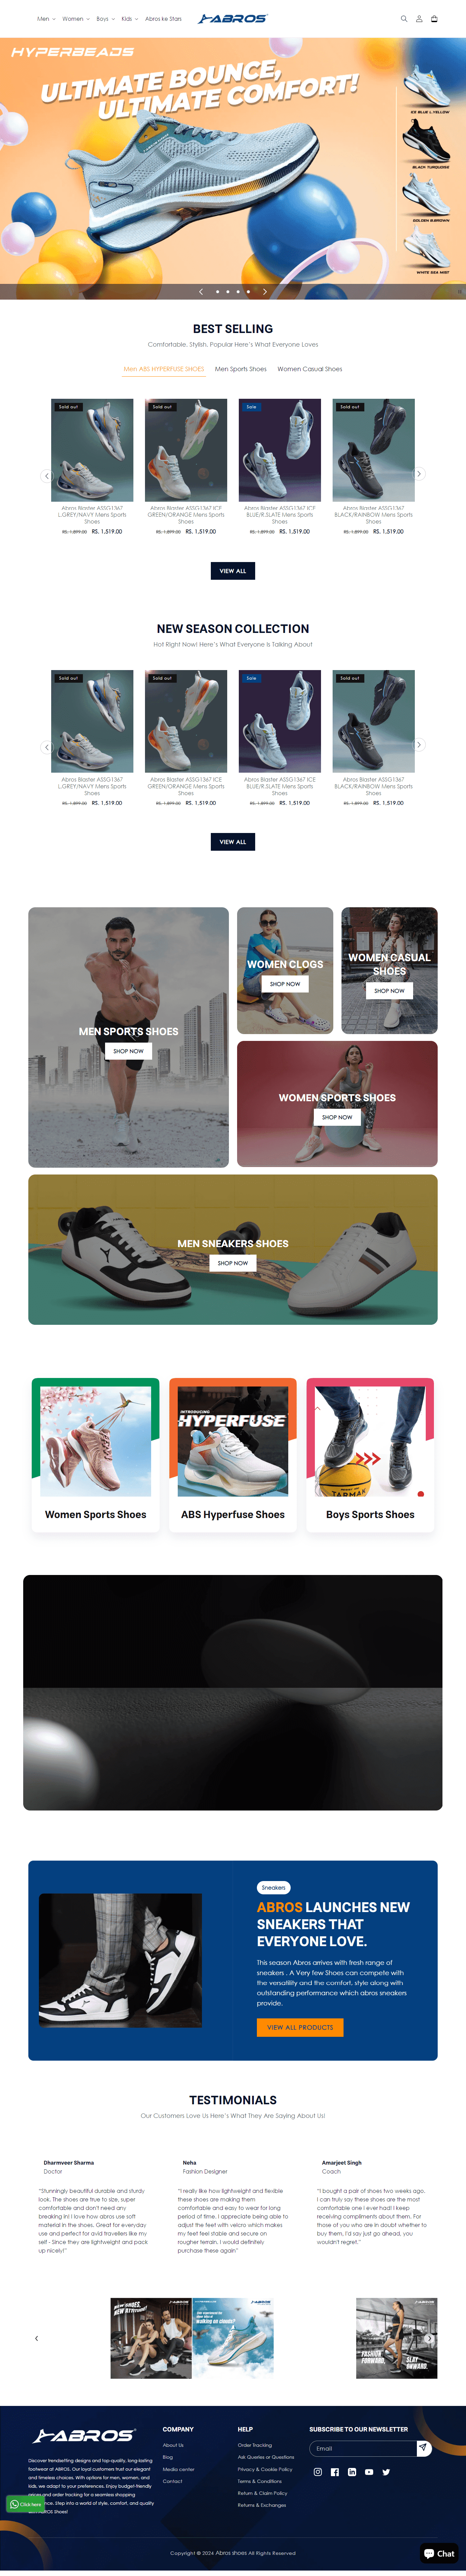 Men Women Boys Kids Abros ke Stars ABROS
HYPERBEADS
ULTIMATE BOUNCE,
ULTIMATE COMFORT.
ICE BLUE L.YELLOW
BLACK TURQUOISE
GOLDEN B.BROWN
WHITE SEA MIST
BEST SELLING
Comfortable. Stylish. Popular Here's What Everyone Loves
Men ABS HYPERFUSE SHOES Men Sports Shoes Women Casual Shoes
Sold out Sold out Sale Sold out
Abros Blaster ASSG1367 L.GREY/NAVY Mens Sports Shoes
RS. 1,899.00 RS. 1,519.00
Abros Blaster ASSG1367 ICE GREEN/ORANGE Mens Sports Shoes
RS. 1,899.00 RS. 1,519.00
Abros Blaster ASSG1367 ICE BLUE/R.SLATE Mens Sports Shoes
RS. 1,899.00 RS. 1,519.00
Abros Blaster ASSG1367 BLACK/RAINBOW Mens Sports Shoes
RS. 1,899.00 RS. 1,519.00
VIEW ALL
NEW SEASON COLLECTION
Hot Right Now! Here's What Everyone Is Talking About
Sold out Sold out Sale Sold out
Abros Blaster ASSG1367 L.GREY/NAVY Mens Sports Shoes
RS. 1,899.00 RS. 1,519.00
Abros Blaster ASSG1367 ICE GREEN/ORANGE Mens Sports Shoes
RS. 1,899.00 RS. 1,519.00
Abros Blaster ASSG1367 ICE BLUE/R.SLATE Mens Sports Shoes
RS. 1,899.00 RS. 1,519.00
Abros Blaster ASSG1367 BLACK/RAINBOW Mens Sports Shoes
RS. 1,899.00 RS. 1,519.00
VIEW ALL
MEN SPORTS SHOES
SHOP NOW
WOMEN CLOGS
SHOP NOW
WOMEN CASUAL
SHOES
SHOP NOW
WOMEN SPORTS SHOES
SHOP NOW
MEN SNEAKERS SHOES
SHOP NOW
INTRODUCING
HYPERFUSE
TARMAK
Women Sports Shoes
ABS Hyperfuse Shoes
Boys Sports Shoes
Sneakers
ABROS LAUNCHES NEW
SNEAKERS THAT
EVERYONE LOVE.
This season Abros arrives with fresh range of
sneakers . A Very few Shoes can compete with
the versatility and the comfort, style along with
outstanding performance which abros sneakers
provide.
VIEW ALL PRODUCTS
TESTIMONIALS
Our Customers Love Us Here's What They Are Saying About Us!
Dharmveer Sharma
Doctor
"Stunningly beautiful durable and sturdy
look. The shoes are true to size, super
comfortable and don't need any
breaking in! I love how abros use soft
material in the shoes. Great for everyday
use and perfect for avid travellers like my
self - Since they are lightweight and pack
up nicely!"
Neha
Fashion Designer
"I really like how lightweight and flexible
these shoes are making them
comfortable and easy to wear for long
period of time. I appreciate being able to
adjust the feet with velcro which makes
my feet feel stable and secure on
rougher terrain. I would definitely
purchase these again"
Amarjeet Singh
Coach
"I bought a pair of shoes two weeks ago.
I can truly say these shoes are the most
comfortable one I ever had! I keep
receiving compliments about them. For
those of you who are in doubt whether to
buy them, I'd say just go ahead, you
wouldn't regret."
NEW SHOES,
NEW ATTITUDE!
walking on clouds?
FASHION
FORWARD.
SLAY
ONWARD.
ABROS
Discover trendsetting designs and top-quality, long-lasting
footwear at ABROS. Our loyal customers trust our elegant
and timeless choices. With options for men, women, and
kids, we adapt to your preferences. Enjoy budget-friendly
prices and order tracking for a seamless shopping
Step into a world of style, comfort, and quality
Shoes!
Click here
COMPANY
About Us
Blog
Media center
Contact
HELP
Order Tracking
Ask Queries or Questions
Privacy & Cookie Policy
Terms & Conditions
Return & Claim Policy
Returns & Exchanges
SUBSCRIBE TO OUR NEWSLETTER
Email
Copyright © 2024 Abros shoes All Rights Reserved
Chat